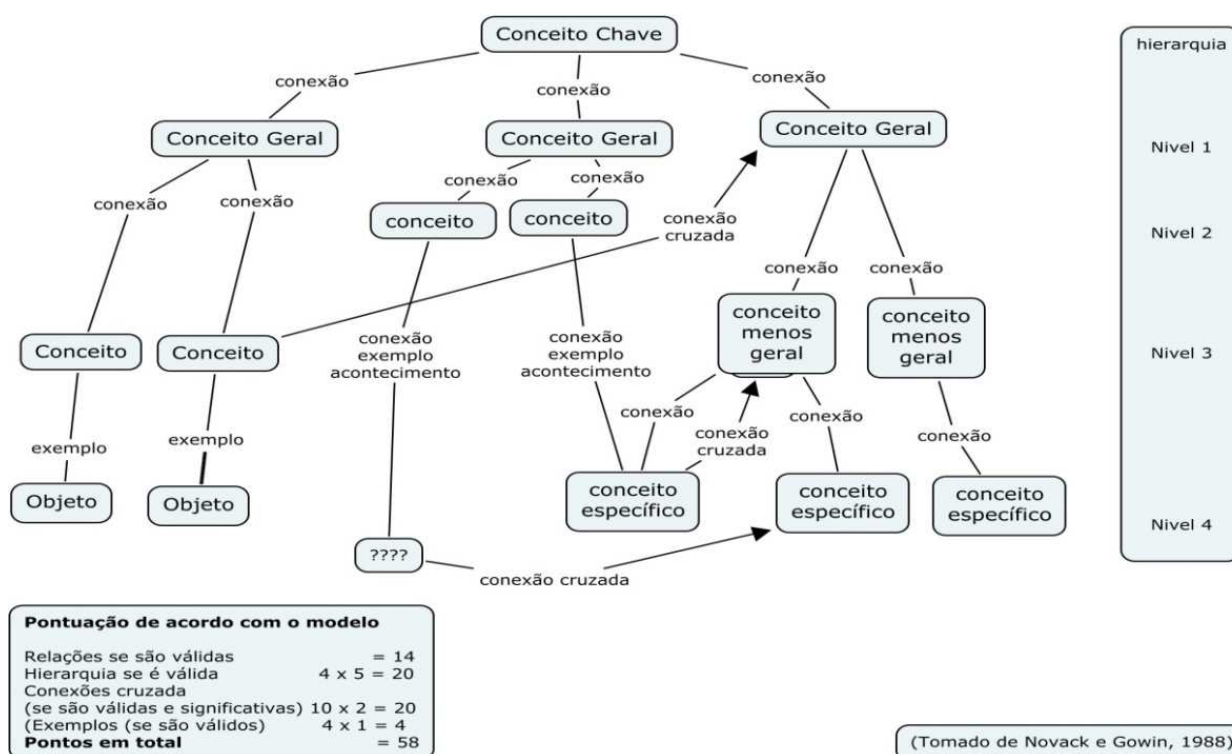 Conceito Chave
hierarquia
conexão
conexão
conexão
Conceito Geral
Conceito Geral
Conceito Geral
Nivel 1
conexão
conexão
conexão
conexão
conceito
conceito
conexão
cruzada
Nivel 2
conexão
conexão
conceito
menos
geral
conceito
menos
geral
Conceito
Conceito
conexão
exemplo
acontecimento
conexão
exemplo
acontecimento
Nivel 3
conexão
conexão
cruzada
conexão
conexão
exemplo
exemplo
Objeto
Objeto
conceito
específico
conceito
específico
conceito
específico
Nivel 4
????
conexão cruzada
Pontuação de acordo com o modelo
Relações se são válidas = 14
Hierarquia se é válida 4 x 5 = 20
Conexões cruzada
(se são válidas e significativas) 10 x 2 = 20
(Exemplos (se são válidos) 4 x 1 = 4
Pontos em total = 58
(Tomado de Novack e Gowin, 1988)